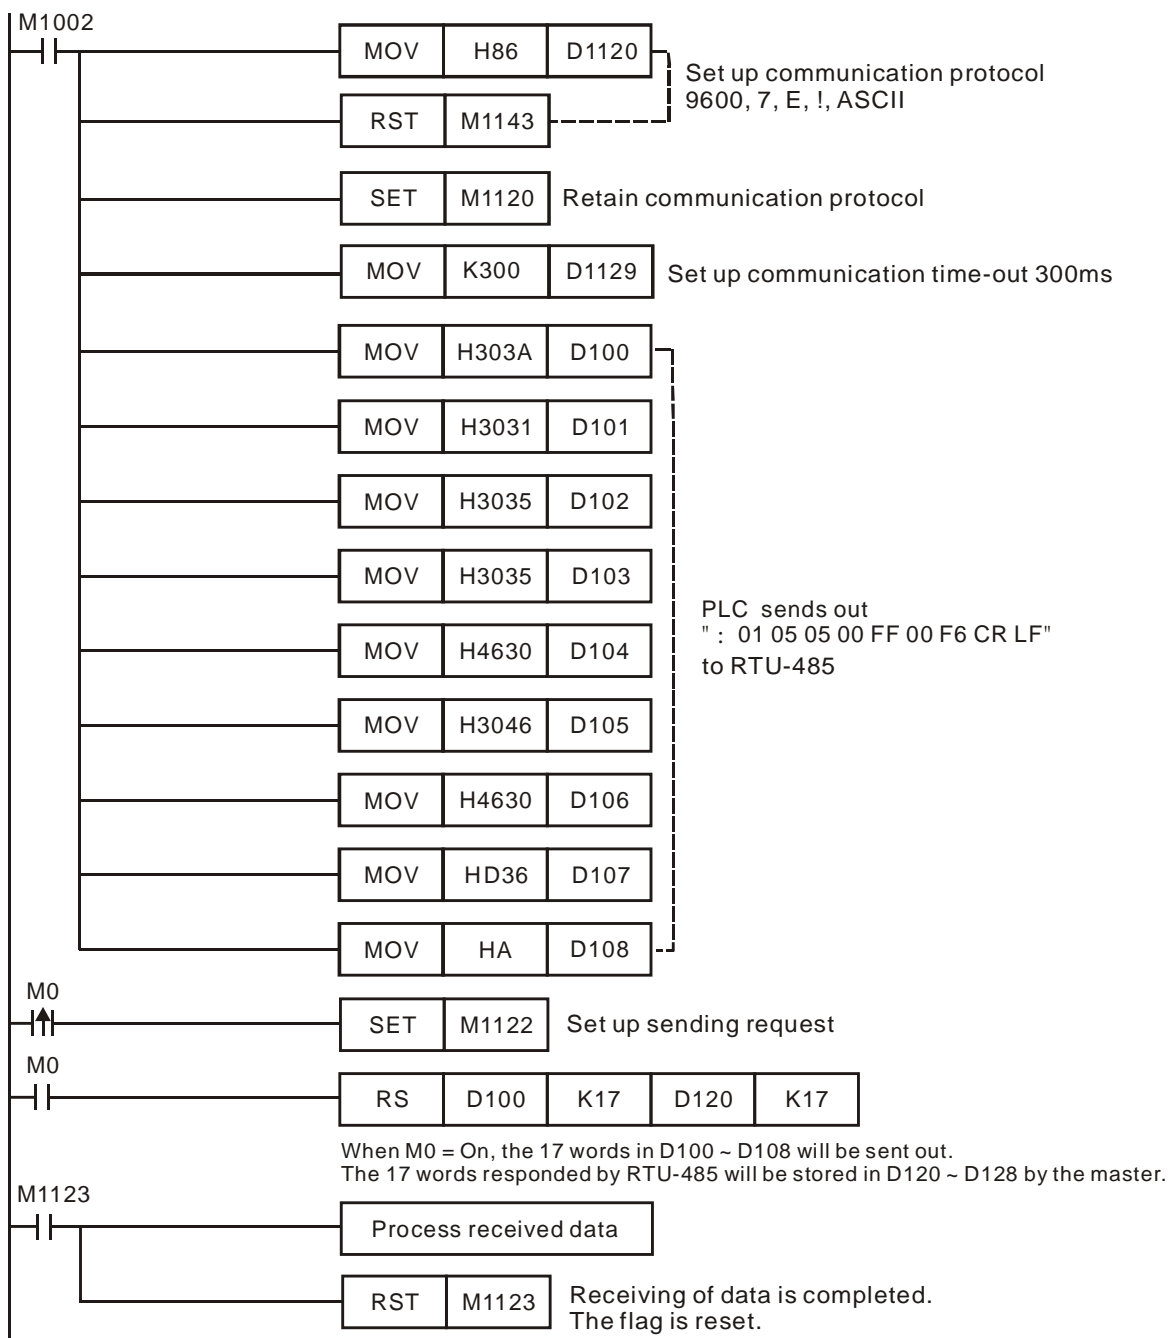 M1002
MOV H86 D1120
Set up communication protocol
9600, 7, E, !, ASCII
RST M1143
SET M1120 Retain communication protocol
MOV K300 D1129 Set up communication time-out 300ms
MOV H303A D100
MOV H3031 D101
MOV H3035 D102
MOV H3035 D103
PLC sends out
" : 01 05 05 00 FF 00 F6 CR LF"
to RTU-485
MOV H4630 D104
MOV H3046 D105
MOV H4630 D106
MOV HD36 D107
MOV HA D108
M0
SET M1122 Set up sending request
M0
RS D100 K17 D120 K17
When M0 = On, the 17 words in D100 ~ D108 will be sent out.
The 17 words responded by RTU-485 will be stored in D120 ~ D128 by the master.
M1123
Process received data
RST M1123
Receiving of data is completed.
The flag is reset.